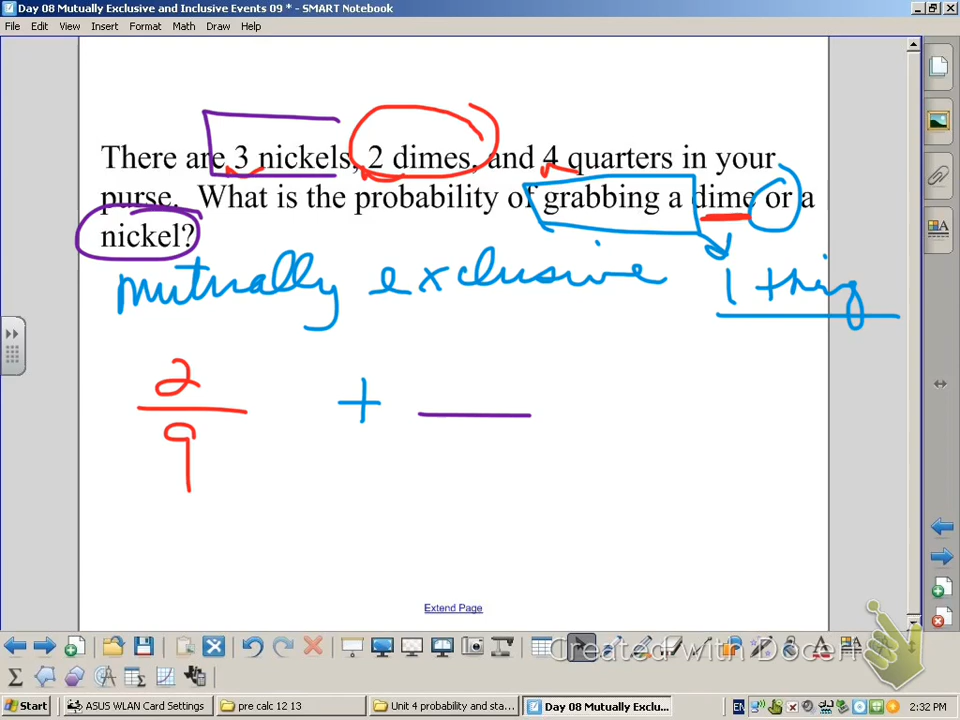 Day 08 Mutually Exclusive and Inclusive Events 09 * - SMART Notebook
File Edit View Insert Format Math Draw Help
There are 3 nickels, 2 dimes, and 4 quarters in your
purse. What is the probability of grabbing a dime or a
nickel?
mutually exclusive 1 thing
2
+
9
Extend Page
Created with Doceri
Start ASUS WLAN Card Settings pre calc 12 13 Unit 4 probability and sta... Day 08 Mutually Exclu... EN 2:32 PM